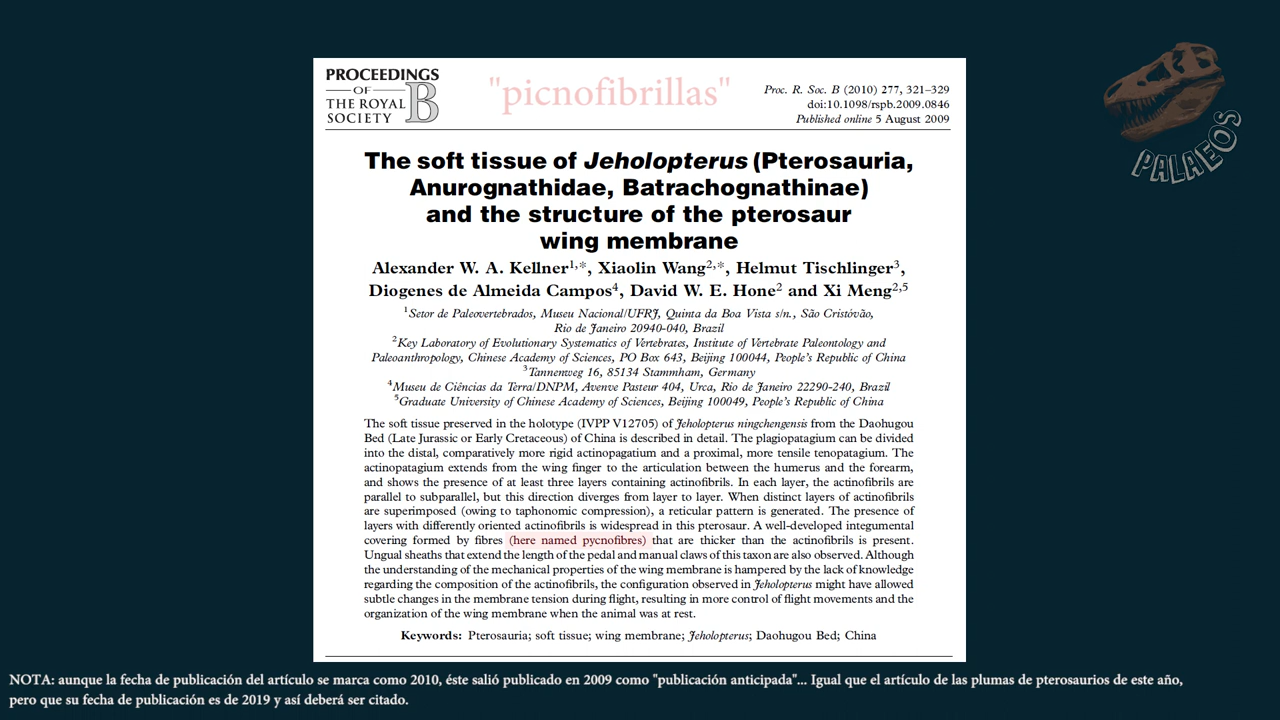 PROCEEDINGS
OF
THE ROYAL
SOCIETY
B
"picnofibrillas"
Proc. R. Soc. B (2010) 277, 321–329
doi:10.1098/rspb.2009.0846
Published online 5 August 2009
PALAEOS
The soft tissue of Jeholopterus (Pterosauria,
Anurognathidae, Batrachognathinae)
and the structure of the pterosaur
wing membrane
Alexander W. A. Kellner1,*, Xiaolin Wang2,*, Helmut Tischlinger3,
Diogenes de Almeida Campos4, David W. E. Hone2 and Xi Meng2,5
1Setor de Paleovertebrados, Museu Nacional/UFRJ, Quinta da Boa Vista s/n., São Cristóvão,
Rio de Janeiro 20940-040, Brazil
2Key Laboratory of Evolutionary Systematics of Vertebrates, Institute of Vertebrate Paleontology and
Paleoanthropology, Chinese Academy of Sciences, PO Box 643, Beijing 100044, People's Republic of China
3Tannenweg 16, 85134 Stammham, Germany
4Museu de Ciências da Terra/DNPM, Avenve Pasteur 404, Urca, Rio de Janeiro 22290-240, Brazil
5Graduate University of Chinese Academy of Sciences, Beijing 100049, People's Republic of China
The soft tissue preserved in the holotype (IVPP V12705) of Jeholopterus ningchengensis from the Daohugou
Bed (Late Jurassic or Early Cretaceous) of China is described in detail. The plagiopatagium can be divided
into the distal, comparatively more rigid actinopagatium and a proximal, more tensile tenopatagium. The
actinopatagium extends from the wing finger to the articulation between the humerus and the forearm,
and shows the presence of at least three layers containing actinofibrils. In each layer, the actinofibrils are
parallel to subparallel, but this direction diverges from layer to layer. When distinct layers of actinofibrils
are superimposed (owing to taphonomic compression), a reticular pattern is generated. The presence of
layers with differently oriented actinofibrils is widespread in this pterosaur. A well-developed integumental
covering formed by fibres (here named pycnofibres) that are thicker than the actinofibrils is present.
Ungual sheaths that extend the length of the pedal and manual claws of this taxon are also observed. Although
the understanding of the mechanical properties of the wing membrane is hampered by the lack of knowledge
regarding the composition of the actinofibrils, the configuration observed in Jeholopterus might have allowed
subtle changes in the membrane tension during flight, resulting in more control of flight movements and the
organization of the wing membrane when the animal was at rest.
Keywords: Pterosauria; soft tissue; wing membrane; Jeholopterus; Daohugou Bed; China
NOTA: aunque la fecha de publicación del artículo se marca como 2010, éste salió publicado en 2009 como "publicación anticipada"... Igual que el artículo de las plumas de pterosaurios de este año,
pero que su fecha de publicación es de 2019 y así deberá ser citado.